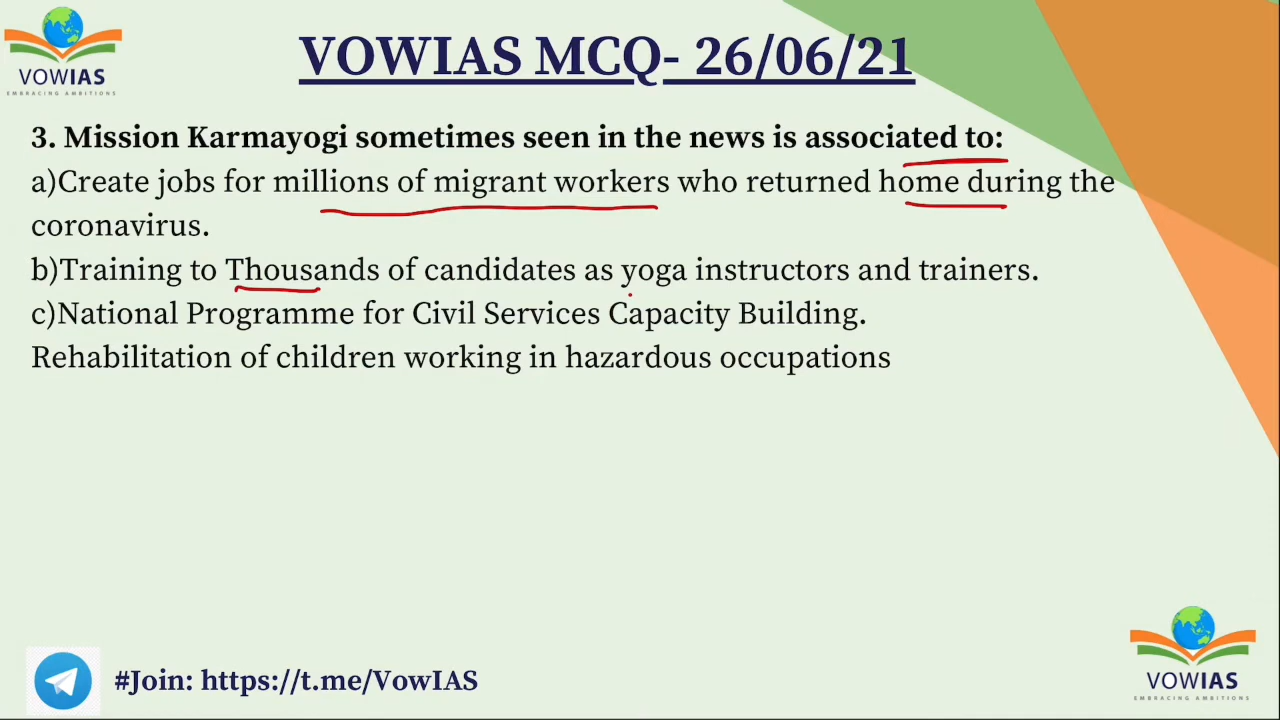 VOWIAS
EMBRACING AMBITIONS
VOWIAS MCQ- 26/06/21
3. Mission Karmayogi sometimes seen in the news is associated to:
a)Create jobs for millions of migrant workers who returned home during the
coronavirus.
b)Training to Thousands of candidates as yoga instructors and trainers.
c)National Programme for Civil Services Capacity Building.
Rehabilitation of children working in hazardous occupations
#Join: https://t.me/VowIAS
VOWIAS
EMBRACING AMBITIONS